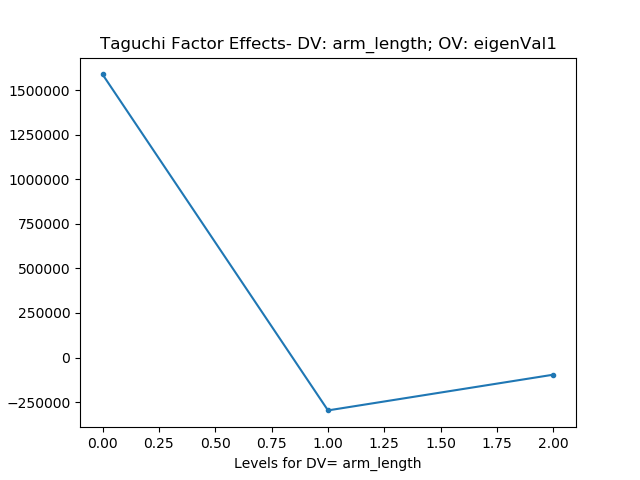 Taguchi Factor Effects- DV: arm_length; OV: eigenVal1
1500000
1250000
1000000
750000
500000
250000
0
−250000
0.00 0.25 0.50 0.75 1.00 1.25 1.50 1.75 2.00
Levels for DV= arm_length